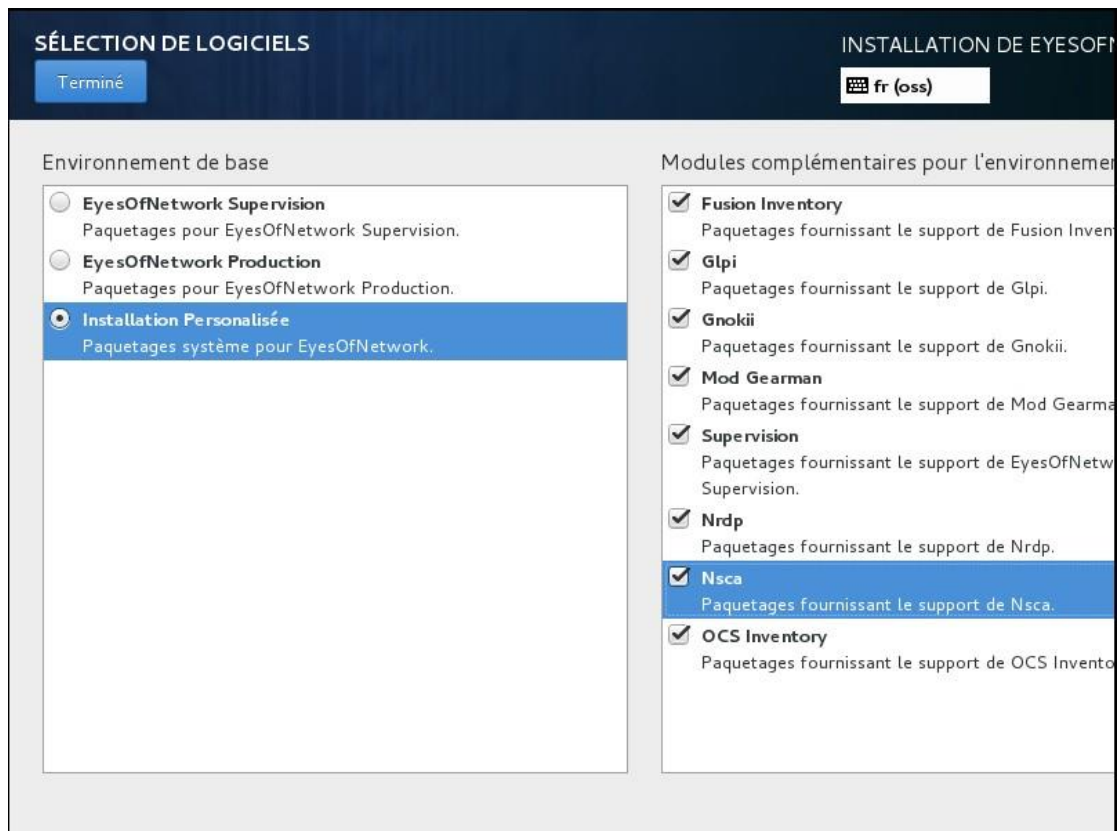 SÉLECTION DE LOGICIELS
Terminé
INSTALLATION DE EYESOFN
fr (oss)
Environnement de base
EyesOfNetwork Supervision
Paquetages pour EyesOfNetwork Supervision.
EyesOfNetwork Production
Paquetages pour EyesOfNetwork Production.
Installation Personalisée
Paquetages système pour EyesOfNetwork.
Modules complémentaires pour l'environnemen
Fusion Inventory
Paquetages fournissant le support de Fusion Inven
Glpi
Paquetages fournissant le support de Glpi.
Gnokii
Paquetages fournissant le support de Gnokii.
Mod Gearman
Paquetages fournissant le support de Mod Gearma
Supervision
Paquetages fournissant le support de EyesOfNetw
Supervision.
Nrdp
Paquetages fournissant le support de Nrdp.
Nsca
Paquetages fournissant le support de Nsca.
OCS Inventory
Paquetages fournissant le support de OCS Invento